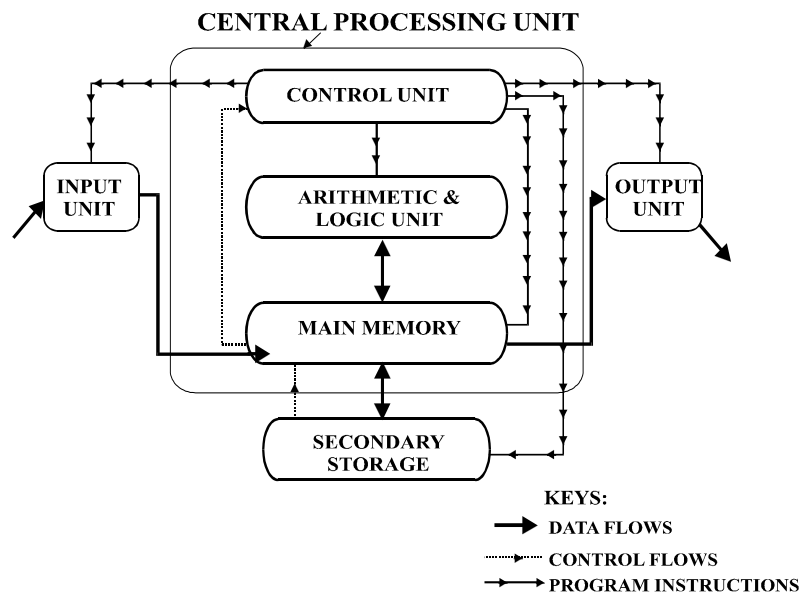 CENTRAL PROCESSING UNIT
CONTROL UNIT
INPUT
UNIT
ARITHMETIC &
LOGIC UNIT
OUTPUT
UNIT
MAIN MEMORY
SECONDARY
STORAGE
KEYS:
DATA FLOWS
CONTROL FLOWS
PROGRAM INSTRUCTIONS